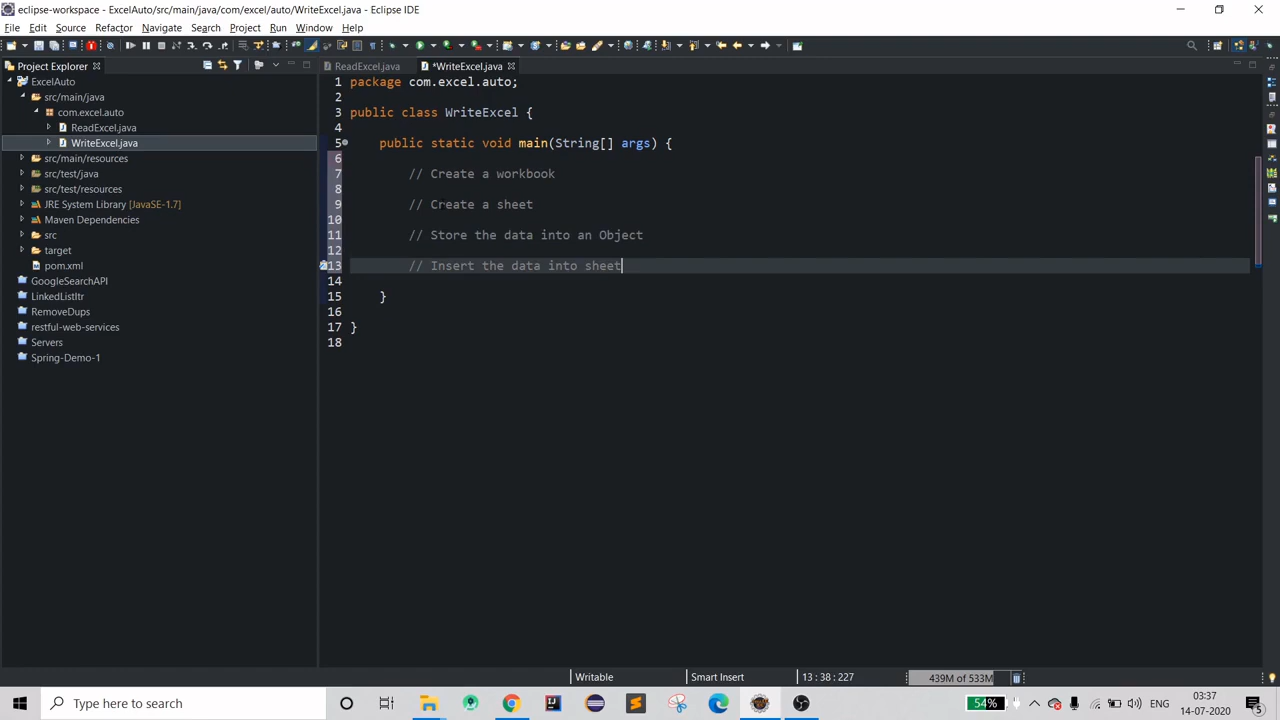 eclipse-workspace - ExcelAuto/src/main/java/com/excel/auto/WriteExcel.java - Eclipse IDE
File Edit Source Refactor Navigate Search Project Run Window Help
Project Explorer
ExcelAuto
src/main/java
com.excel.auto
ReadExcel.java
WriteExcel.java
src/main/resources
src/test/java
src/test/resources
JRE System Library [JavaSE-1.7]
Maven Dependencies
src
target
pom.xml
GoogleSearchAPI
LinkedListItr
RemoveDups
restful-web-services
Servers
Spring-Demo-1
ReadExcel.java *WriteExcel.java
1 package com.excel.auto;
2
3 public class WriteExcel {
4
5 public static void main(String[] args) {
6
7 // Create a workbook
8
9 // Create a sheet
10
11 // Store the data into an Object
12
13 // Insert the data into sheet
14
15 }
16
17 }
18
Writable Smart Insert 13 : 38 : 227 439M of 533M
Type here to search 54% ENG 03:37 14-07-2020 5